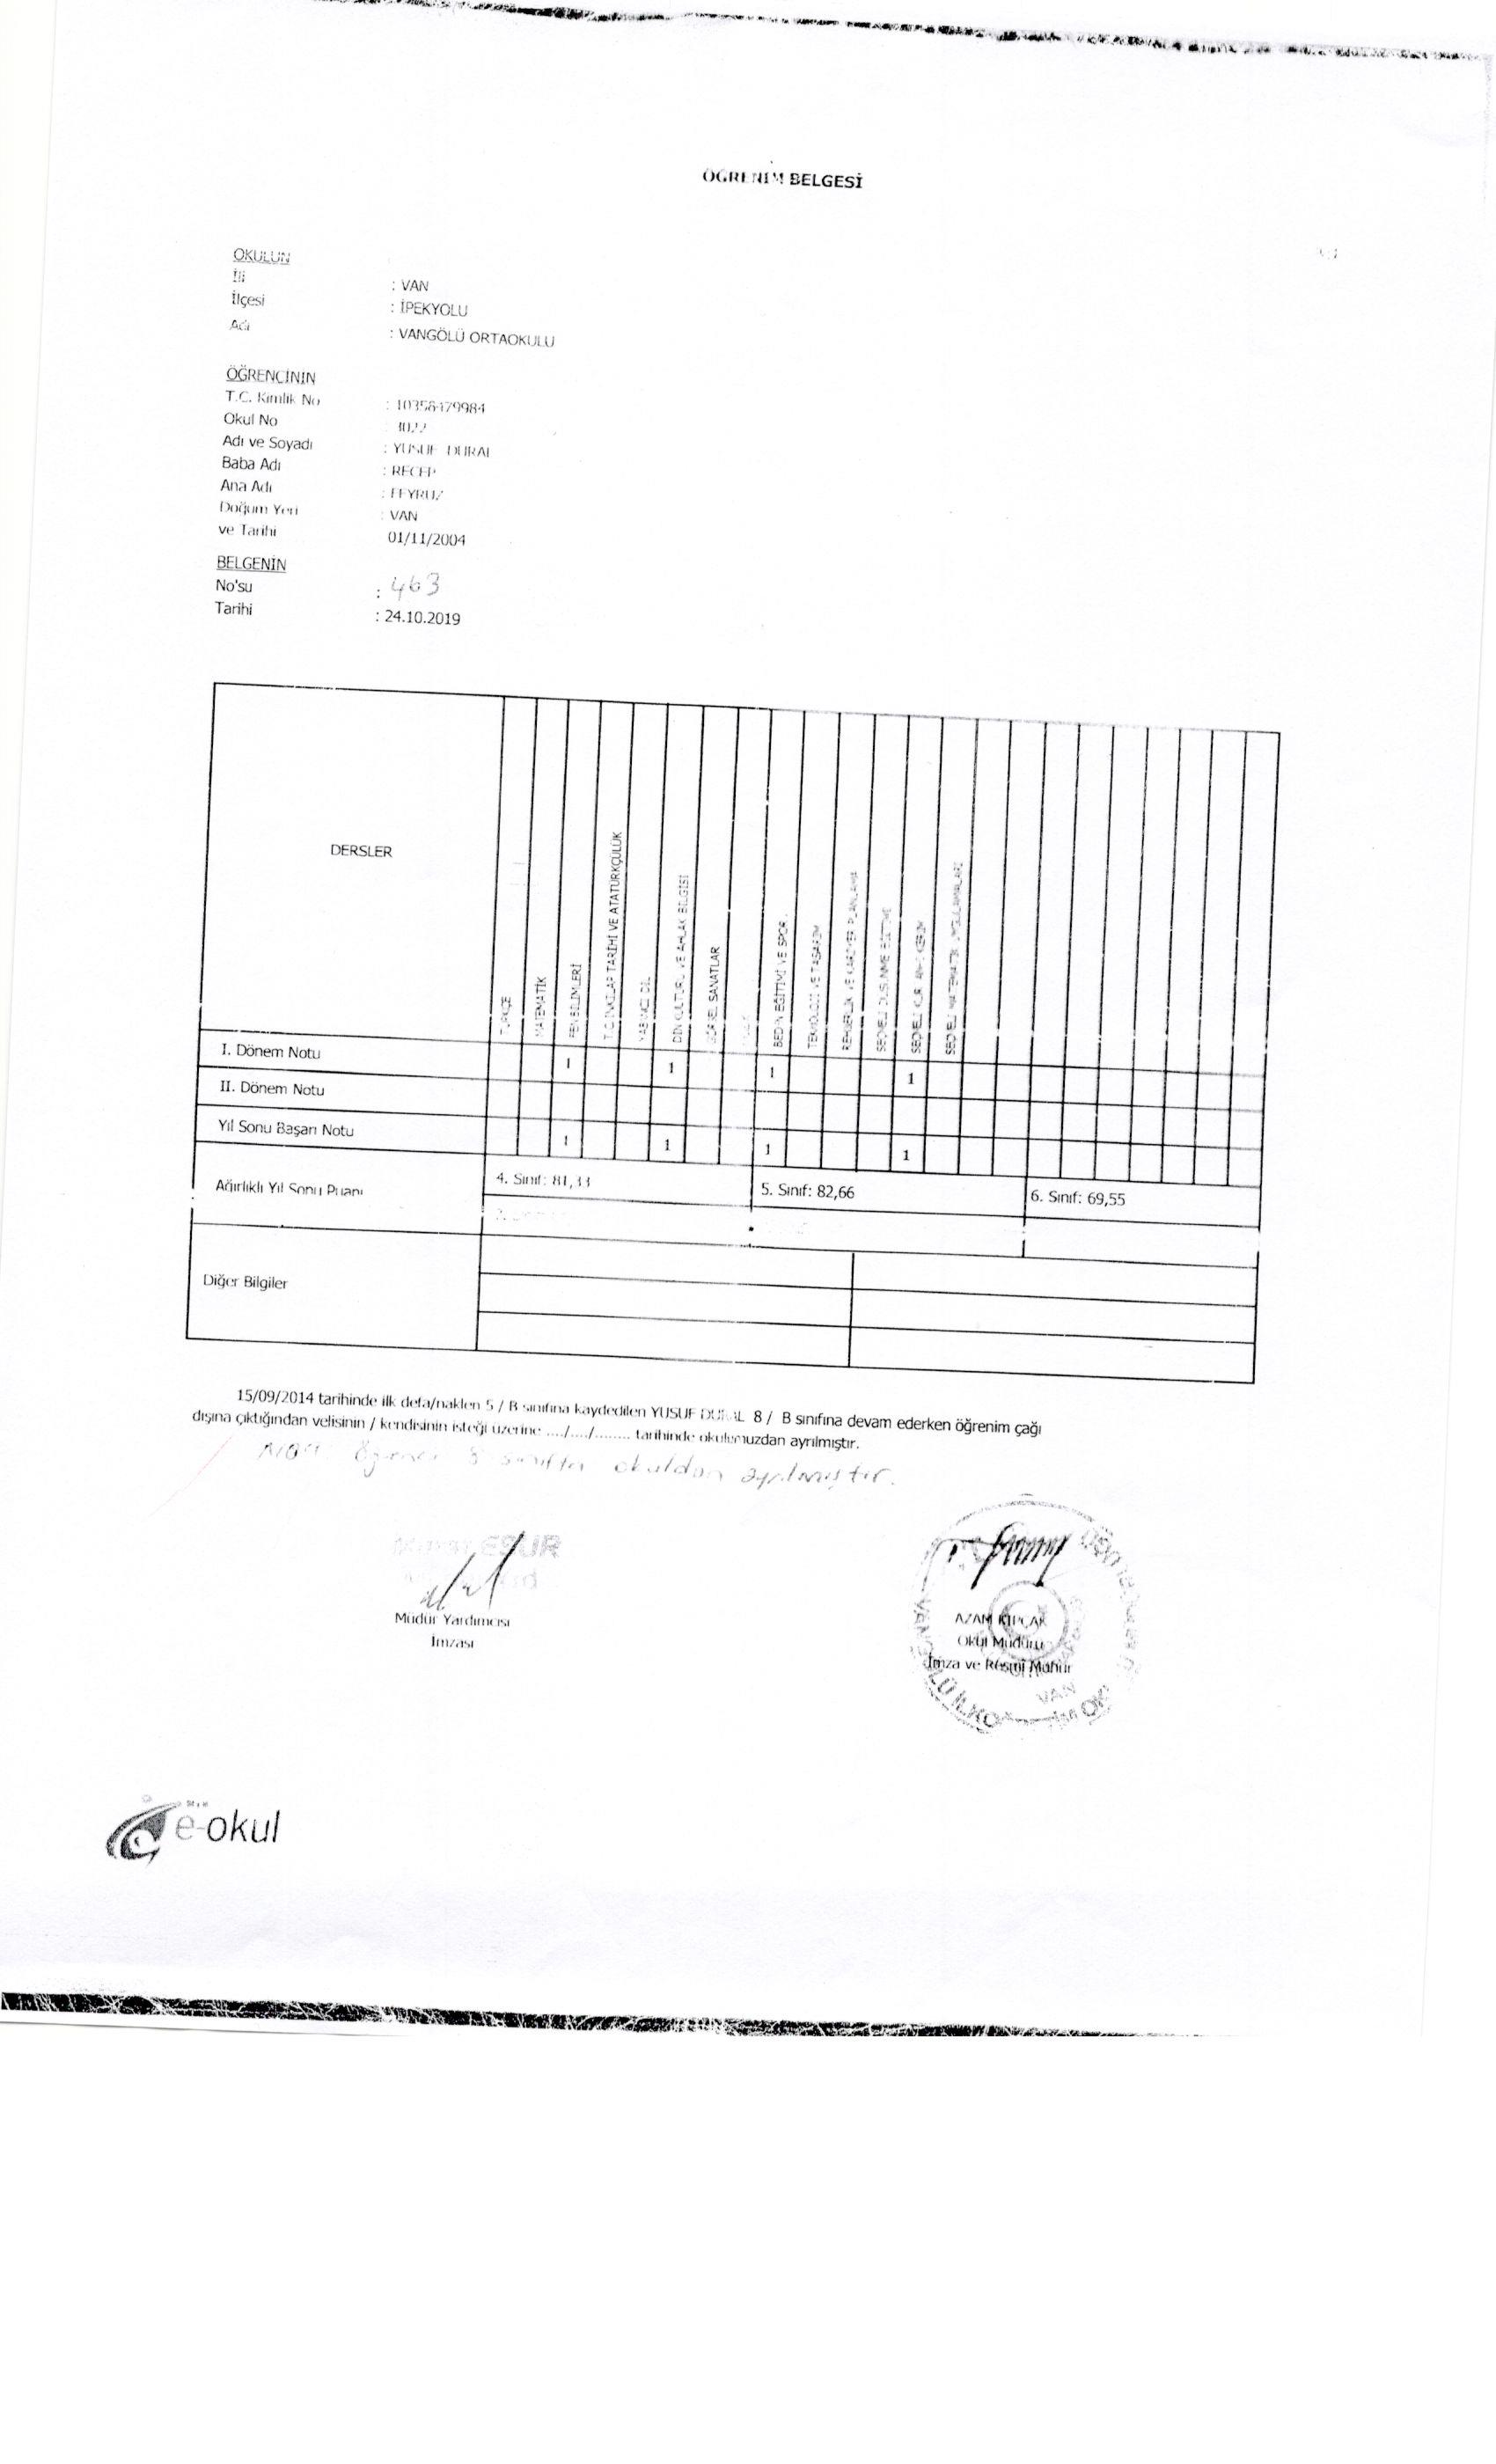 ÖĞRENİM BELGESİ
OKULUN
İli : VAN
İlçesi : İPEKYOLU
Adı : VANGÖLÜ ORTAOKULU
ÖĞRENCİNİN
T.C. Kimlik No :
Okul No
Adı ve Soyadı : YUSUF DURAL
Baba Adı : RECEP
Ana Adı : FEYRUZ
Doğum Yeri : VAN
ve Tarihi 01/11/2004
BELGENİN
No'su : 463
Tarihi : 24.10.2019
DERSLER
TÜRKÇE
MATEMATİK
FEN BİLİMLERİ
T.C. İNKILAP TARİHİ VE ATATÜRKÇÜLÜK
YABANCI DİL
DİN KÜLTÜRÜ VE AHLAK BİLGİSİ
GÖRSEL SANATLAR
BEDEN EĞİTİMİ VE SPOR
TEKNOLOJİ VE TASARIM
REHBERLİK VE KARİYER PLANLAMA
SEÇMELİ DÜŞÜNME EĞİTİMİ
SEÇMELİ KUR'AN-I KERİM
SEÇMELİ MATEMATİK UYGULAMALARI
I. Dönem Notu 1 1 1 1
II. Dönem Notu
Yıl Sonu Başarı Notu 1 1 1 1
Ağırlıklı Yıl Sonu Puanı 4. Sınıf: 81,33 5. Sınıf: 82,66 6. Sınıf: 69,55
Diğer Bilgiler
15/09/2014 tarihinde ilk defa/naklen 5 / B sınıfına kaydedilen YUSUF DURAL 8 / B sınıfına devam ederken öğrenim çağı
dışına çıktığından velisinin / kendisinin isteği üzerine ..../..../........ tarihinde okulumuzdan ayrılmıştır.
Öğrenci 8 sınıfta okuldan ayrılmıştır.
Murat ESUR
Müdür Yardımcısı
İmzası
AZAM KIPÇAK
Okul Müdürü
İmza ve Resmi Mühür
VAN
e-okul